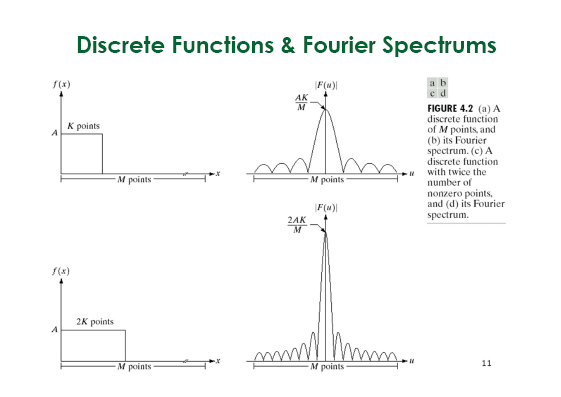 Discrete Functions & Fourier Spectrums
f(x)
A
K points
M points
x
|F(u)|
AK
M
M points
u
a b
c d
FIGURE 4.2 (a) A
discrete function
of M points, and
(b) its Fourier
spectrum. (c) A
discrete function
with twice the
number of
nonzero points,
and (d) its Fourier
spectrum.
f(x)
A
2K points
M points
x
|F(u)|
2AK
M
M points
u
11